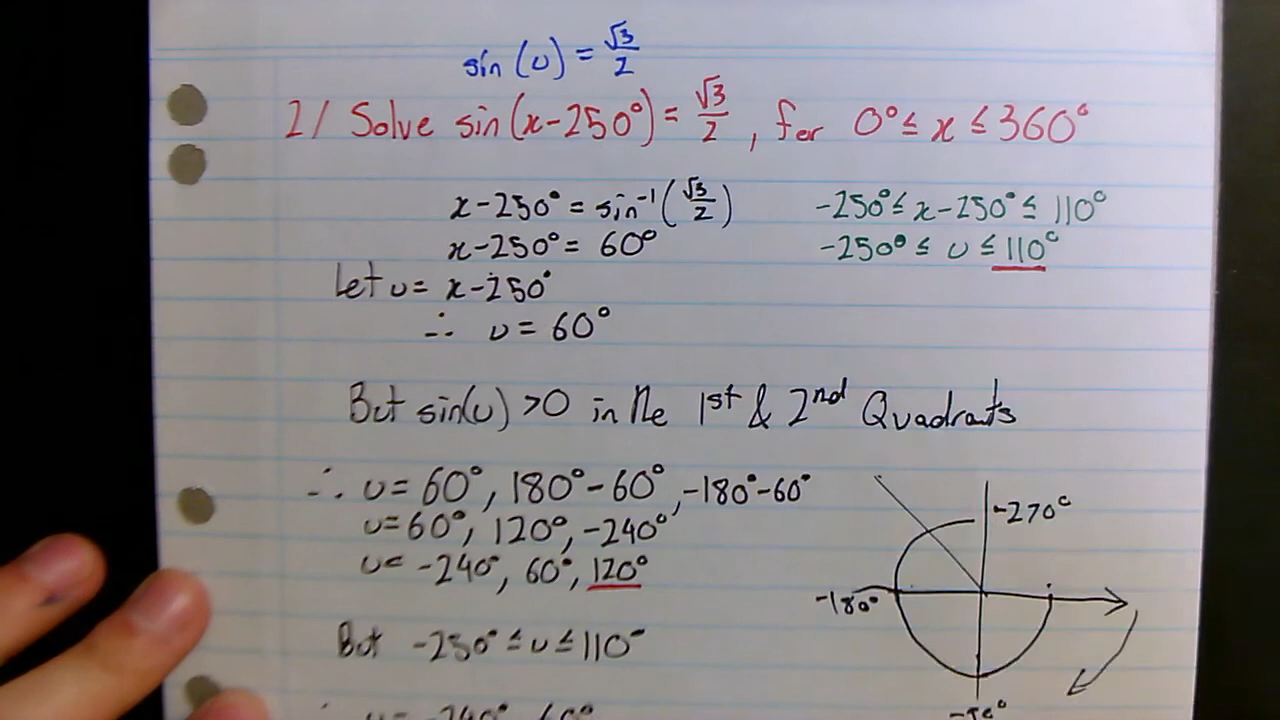 sin (u) = √3/2
2/ Solve sin(x-250°) = √3/2, for 0° ≤ x ≤ 360°
x-250° = sin⁻¹(√3/2)
x-250° = 60°
Let u = x-250°
∴ u = 60°
-250° ≤ x-250° ≤ 110°
-250° ≤ u ≤ 110°
But sin(u) >0 in the 1st & 2nd Quadrants
∴ u = 60°, 180°-60°, -180°-60°
u = 60°, 120°, -240°
u = -240°, 60°, 120°
-270°
-180°
But -250° ≤ u ≤ 110°
∴ u = -240°, 60°